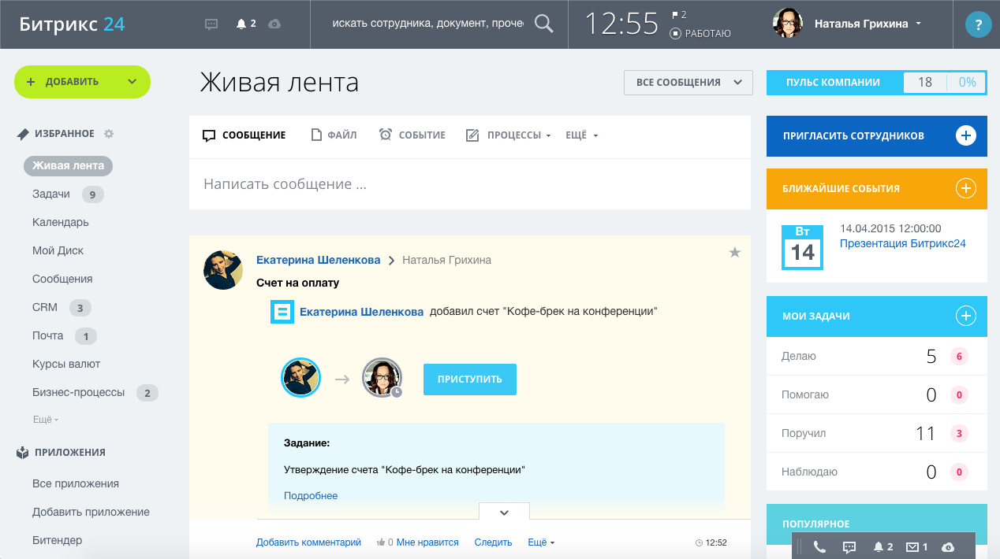 Битрикс 24
2
искать сотрудника, документ, проче
12:55
2
РАБОТАЮ
Наталья Грихина
?
+ ДОБАВИТЬ
Живая лента
ВСЕ СООБЩЕНИЯ
ПУЛЬС КОМПАНИИ 18 0%
ИЗБРАННОЕ
Живая лента
Задачи 9
Календарь
Мой Диск
Сообщения
CRM 3
Почта 1
Курсы валют
Бизнес-процессы 2
Ещё
ПРИЛОЖЕНИЯ
Все приложения
Добавить приложение
Битендер
СООБЩЕНИЕ ФАЙЛ СОБЫТИЕ ПРОЦЕССЫ ЕЩЁ
Написать сообщение ...
Екатерина Шеленкова Наталья Грихина
Счет на оплату
Екатерина Шеленкова добавил счет "Кофе-брек на конференции"
ПРИСТУПИТЬ
Задание:
Утверждение счета "Кофе-брек на конференции"
Подробнее
Добавить комментарий 0 Мне нравится Следить Ещё 12:52
ПРИГЛАСИТЬ СОТРУДНИКОВ
БЛИЖАЙШИЕ СОБЫТИЯ
Вт
14
14.04.2015 12:00:00
Презентация Битрикс24
МОИ ЗАДАЧИ
Делаю 5 6
Помогаю 0 0
Поручил 11 3
Наблюдаю 0 0
ПОПУЛЯРНОЕ
2 1